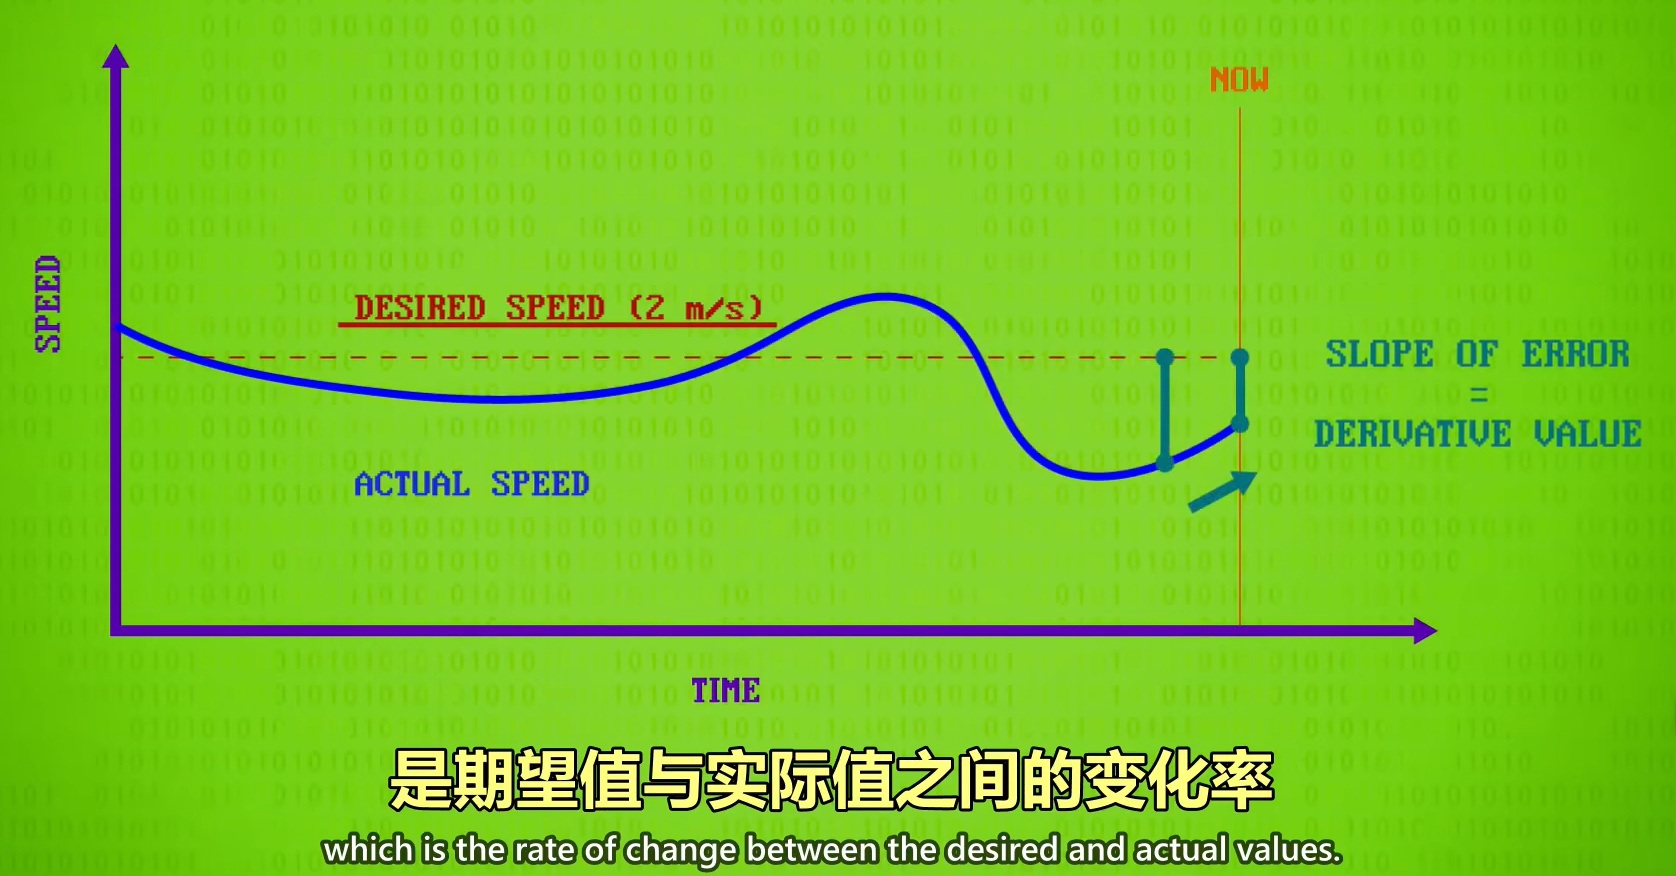 NOW
SPEED
DESIRED SPEED (2 m/s)
SLOPE OF ERROR
=
DERIVATIVE VALUE
ACTUAL SPEED
TIME
是期望值与实际值之间的变化率
which is the rate of change between the desired and actual values.